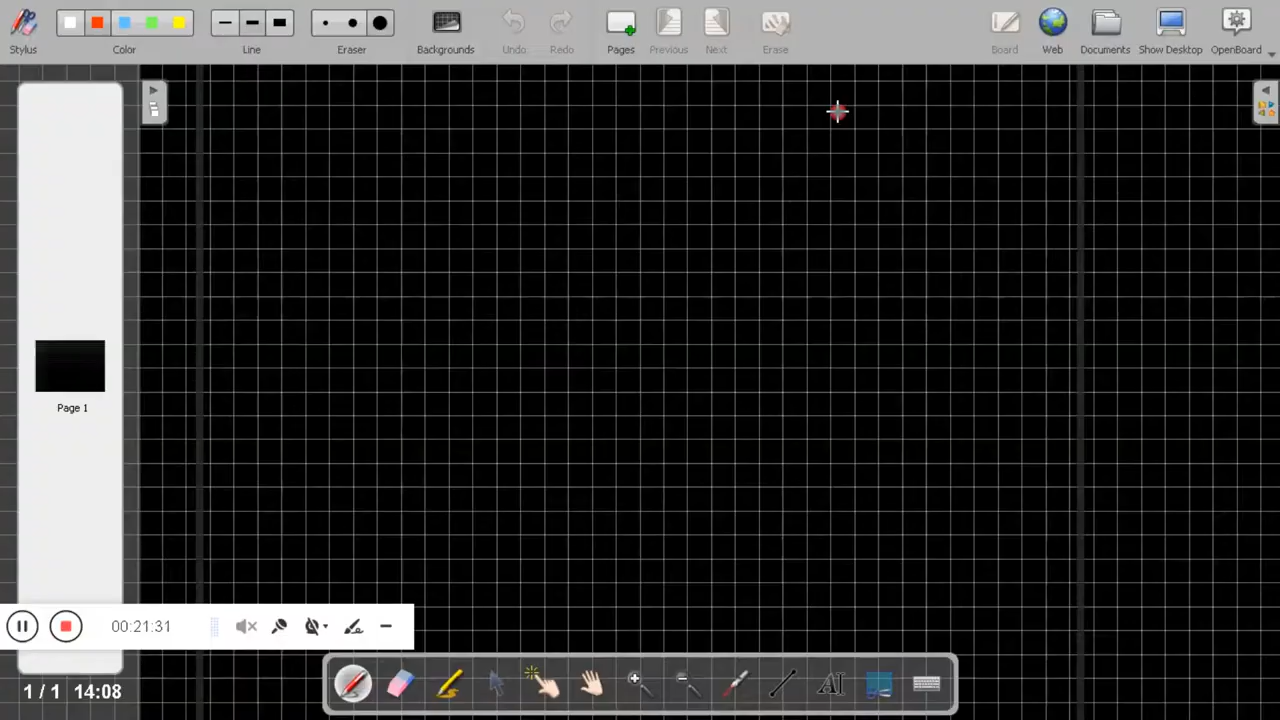 Stylus Color Line Eraser Backgrounds Undo Redo Pages Previous Next Erase Board Web Documents Show Desktop OpenBoard
Page 1
00:21:31
1 / 1 14:08
AI